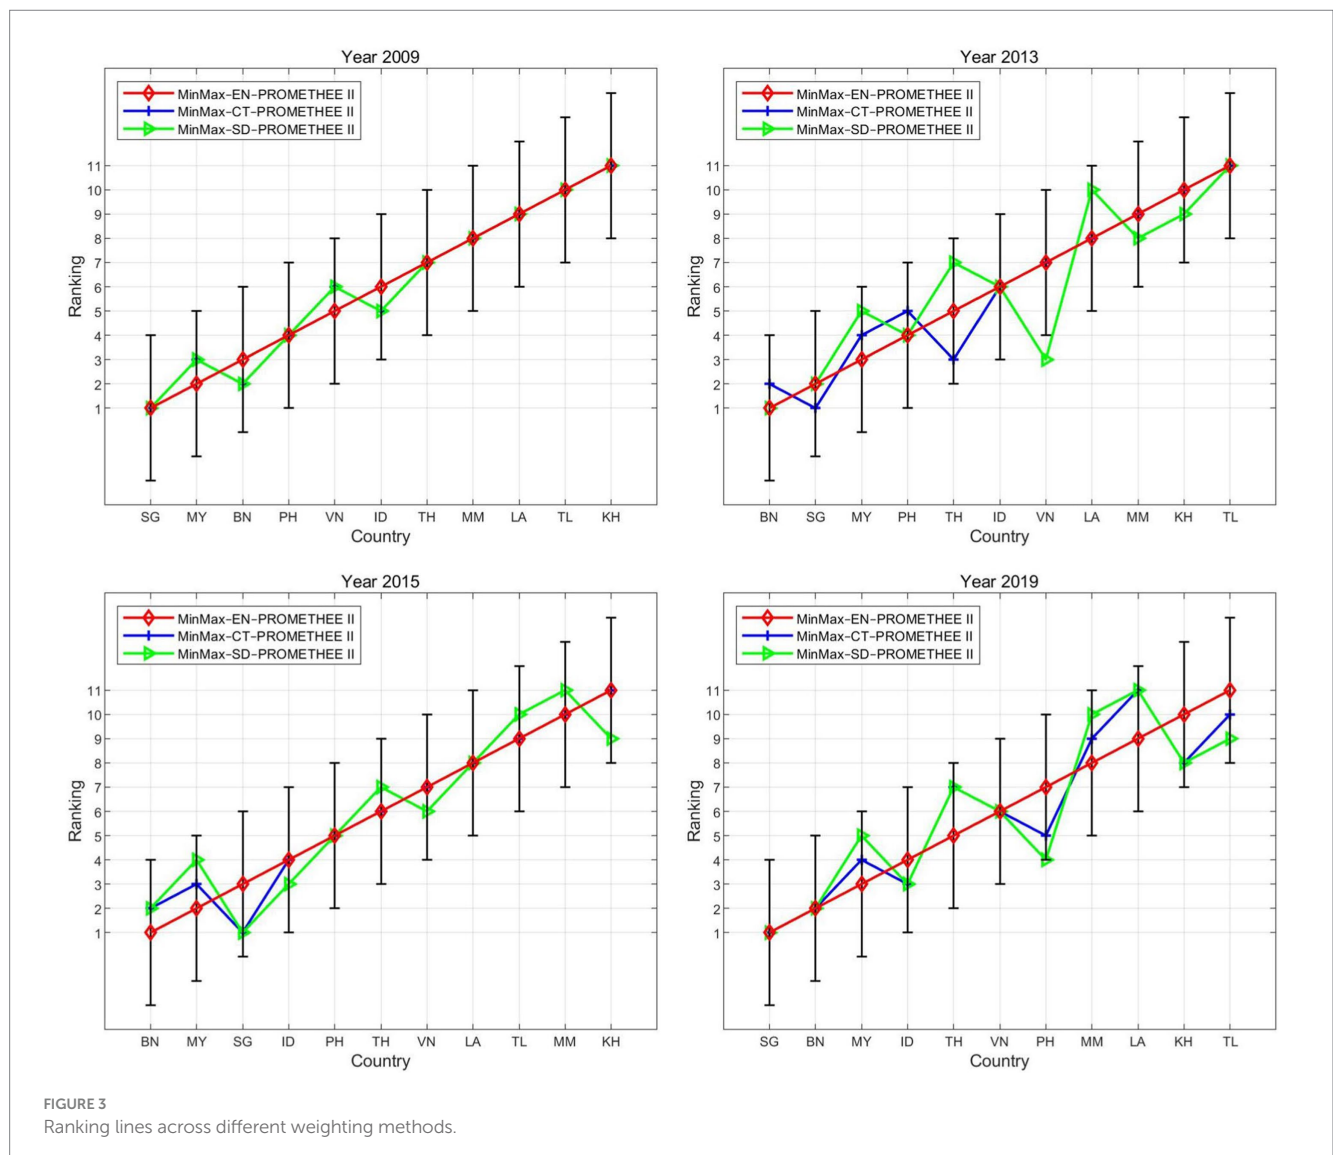 Year 2009
MinMax-EN-PROMETHEE II
MinMax-CT-PROMETHEE II
MinMax-SD-PROMETHEE II
11
10
9
8
7
6
5
4
3
2
1
Ranking
SG MY BN PH VN ID TH MM LA TL KH
Country
Year 2013
MinMax-EN-PROMETHEE II
MinMax-CT-PROMETHEE II
MinMax-SD-PROMETHEE II
11
10
9
8
7
6
5
4
3
2
1
Ranking
BN SG MY PH TH ID VN LA MM KH TL
Country
Year 2015
MinMax-EN-PROMETHEE II
MinMax-CT-PROMETHEE II
MinMax-SD-PROMETHEE II
11
10
9
8
7
6
5
4
3
2
1
Ranking
BN MY SG ID PH TH VN LA TL MM KH
Country
Year 2019
MinMax-EN-PROMETHEE II
MinMax-CT-PROMETHEE II
MinMax-SD-PROMETHEE II
11
10
9
8
7
6
5
4
3
2
1
Ranking
SG BN MY ID TH VN PH MM LA KH TL
Country
FIGURE 3
Ranking lines across different weighting methods.